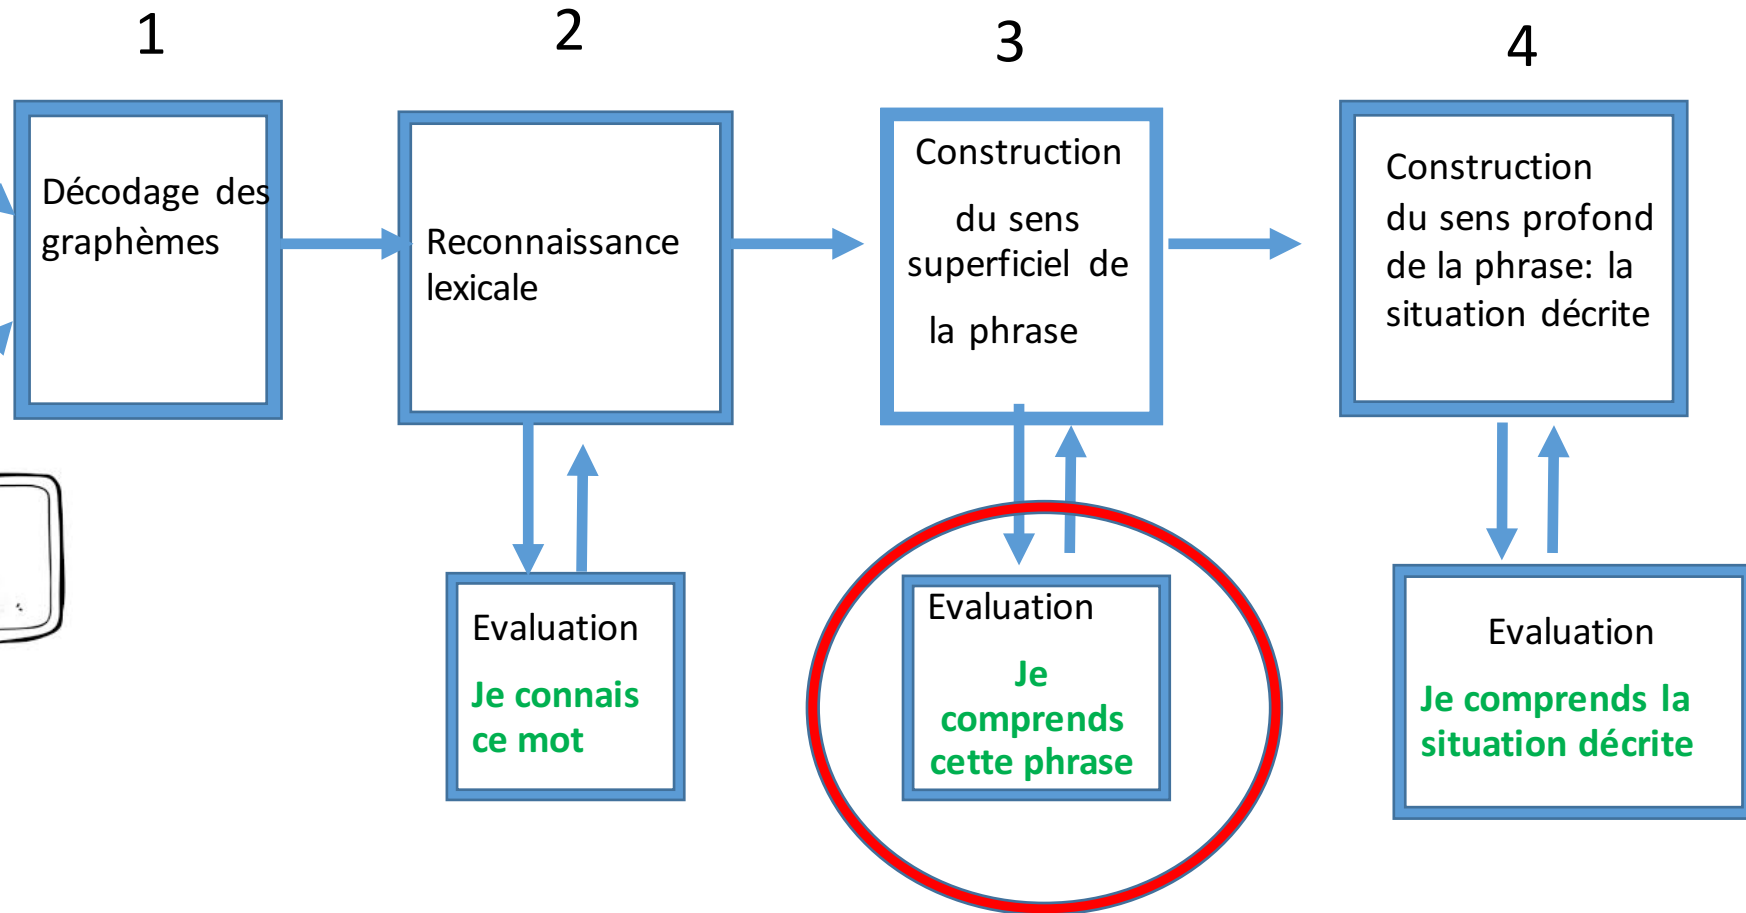 1
2
3
4
Décodage des
graphèmes
Reconnaissance
lexicale
Construction
du sens
superficiel de
la phrase
Construction
du sens profond
de la phrase: la
situation décrite
Evaluation
Je connais
ce mot
Evaluation
Je
comprends
cette phrase
Evaluation
Je comprends la
situation décrite